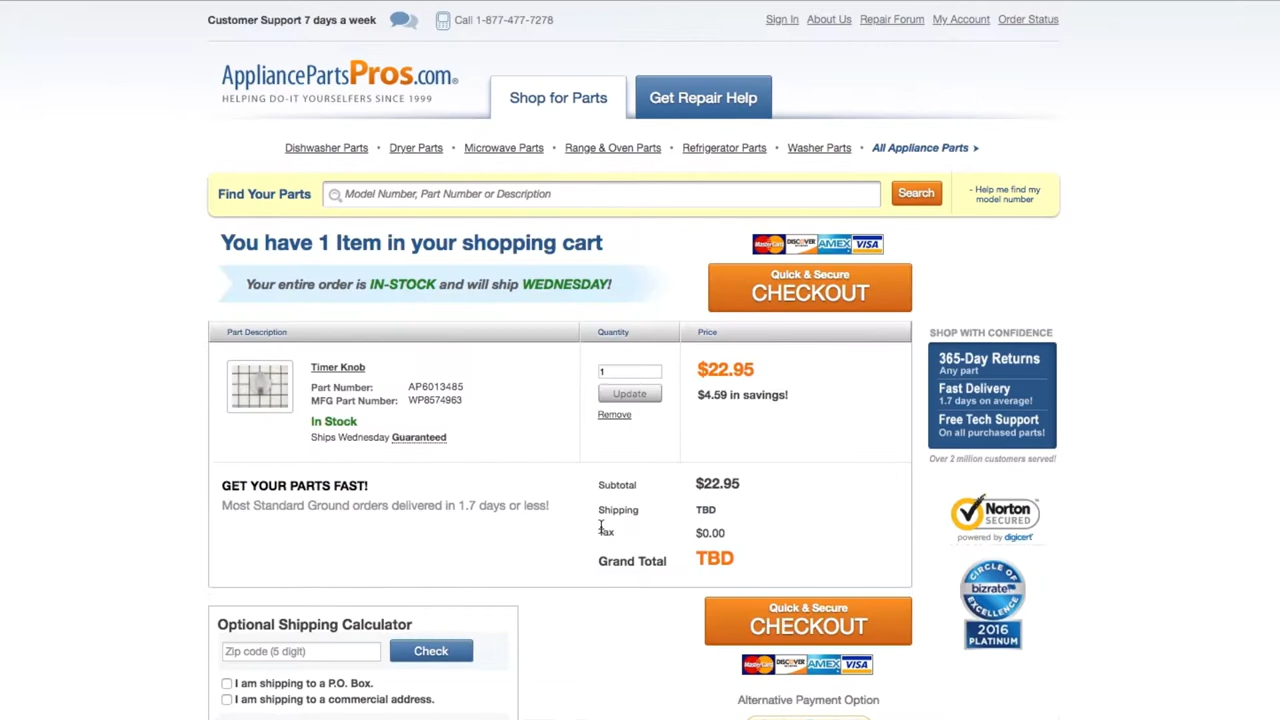 Customer Support 7 days a week
Call 1-877-477-7278
Sign In
About Us
Repair Forum
My Account
Order Status
AppliancePartsPros.com
HELPING DO-IT YOURSELFERS SINCE 1999
Shop for Parts
Get Repair Help
Dishwasher Parts • Dryer Parts • Microwave Parts • Range & Oven Parts • Refrigerator Parts • Washer Parts • All Appliance Parts
Find Your Parts
Model Number, Part Number or Description
Search
- Help me find my
model number
You have 1 Item in your shopping cart
MasterCard DISCOVER AMEX VISA
Your entire order is IN-STOCK and will ship WEDNESDAY!
Quick & Secure
CHECKOUT
Part Description
Quantity
Price
Timer Knob
Part Number: AP6013485
MFG Part Number: WP8574963
In Stock
Ships Wednesday Guaranteed
1
Update
Remove
$22.95
$4.59 in savings!
SHOP WITH CONFIDENCE
365-Day Returns
Any part
Fast Delivery
1.7 days on average!
Free Tech Support
On all purchased parts!
Over 2 million customers served!
GET YOUR PARTS FAST!
Most Standard Ground orders delivered in 1.7 days or less!
Subtotal $22.95
Shipping TBD
Tax $0.00
Grand Total TBD
Norton
SECURED
powered by digicert
CIRCLE OF
bizrate
EXCELLENCE
2016
PLATINUM
Optional Shipping Calculator
Zip code (5 digit)
Check
I am shipping to a P.O. Box.
I am shipping to a commercial address.
Quick & Secure
CHECKOUT
MasterCard DISCOVER AMEX VISA
Alternative Payment Option